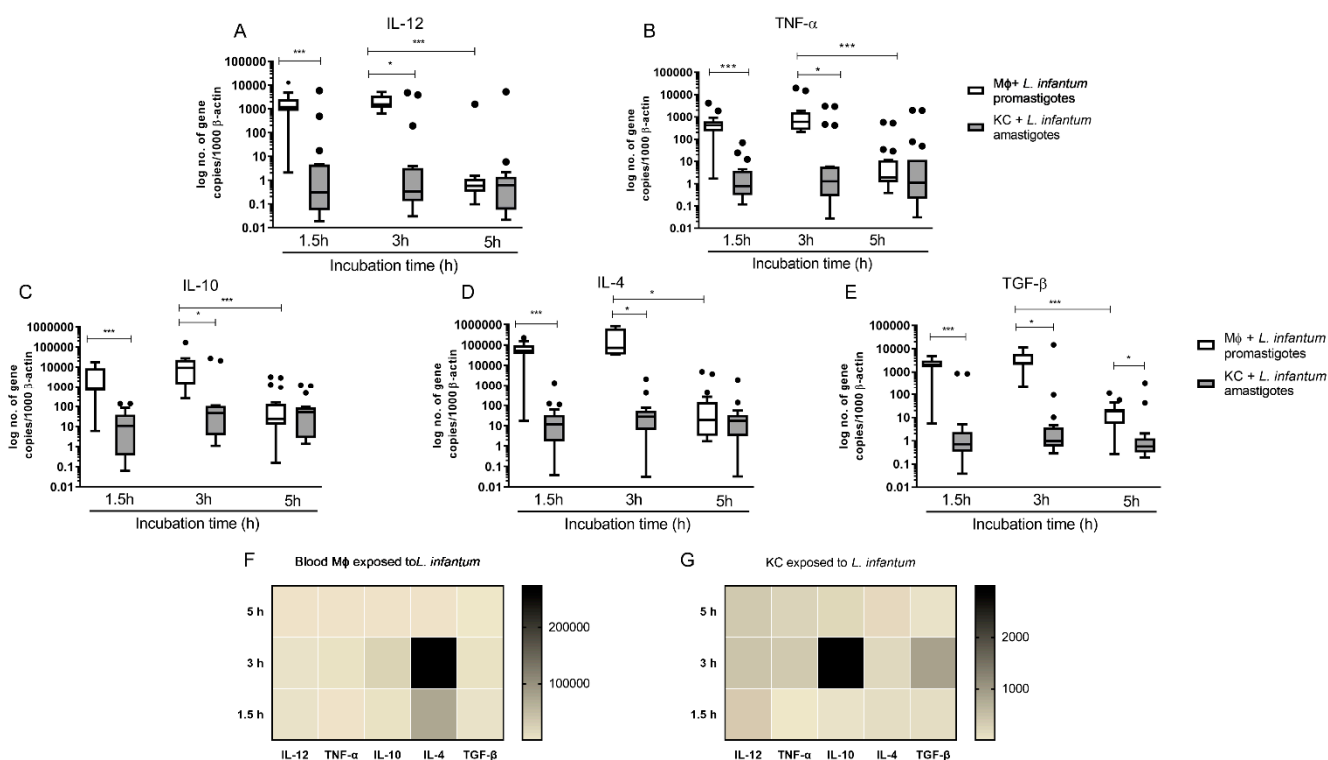 A
IL-12
log no. of gene
copies/1000 β-actin
100000
10000
1000
100
10
1
0.1
0.01
***
*
***
1.5h
3h
5h
Incubation time (h)
B
TNF-α
log no. of gene
copies/1000 β-actin
100000
10000
1000
100
10
1
0.1
0.01
***
*
***
1.5h
3h
5h
Incubation time (h)
Mϕ+ L. infantum
promastigotes
KC + L. infantum
amastigotes
C
IL-10
log no. of gene
copies/1000 β-actin
1000000
100000
10000
1000
100
10
1
0.1
0.01
***
*
***
1.5h
3h
5h
Incubation time (h)
D
IL-4
log no. of gene
copies/1000 β-actin
1000000
100000
10000
1000
100
10
1
0.1
0.01
***
*
*
1.5h
3h
5h
Incubation time (h)
E
TGF-β
log no. of gene
copies/1000 β-actin
1000000
100000
10000
1000
100
10
1
0.1
0.01
***
*
***
*
1.5h
3h
5h
Incubation time (h)
Mϕ + L. infantum
promastigotes
KC + L. infantum
amastigotes
F
Blood Mϕ exposed toL. infantum
5 h
3 h
1.5 h
IL-12 TNF-α IL-10 IL-4 TGF-β
200000
100000
G
KC exposed to L. infantum
5 h
3 h
1.5 h
IL-12 TNF-α IL-10 IL-4 TGF-β
2000
1000